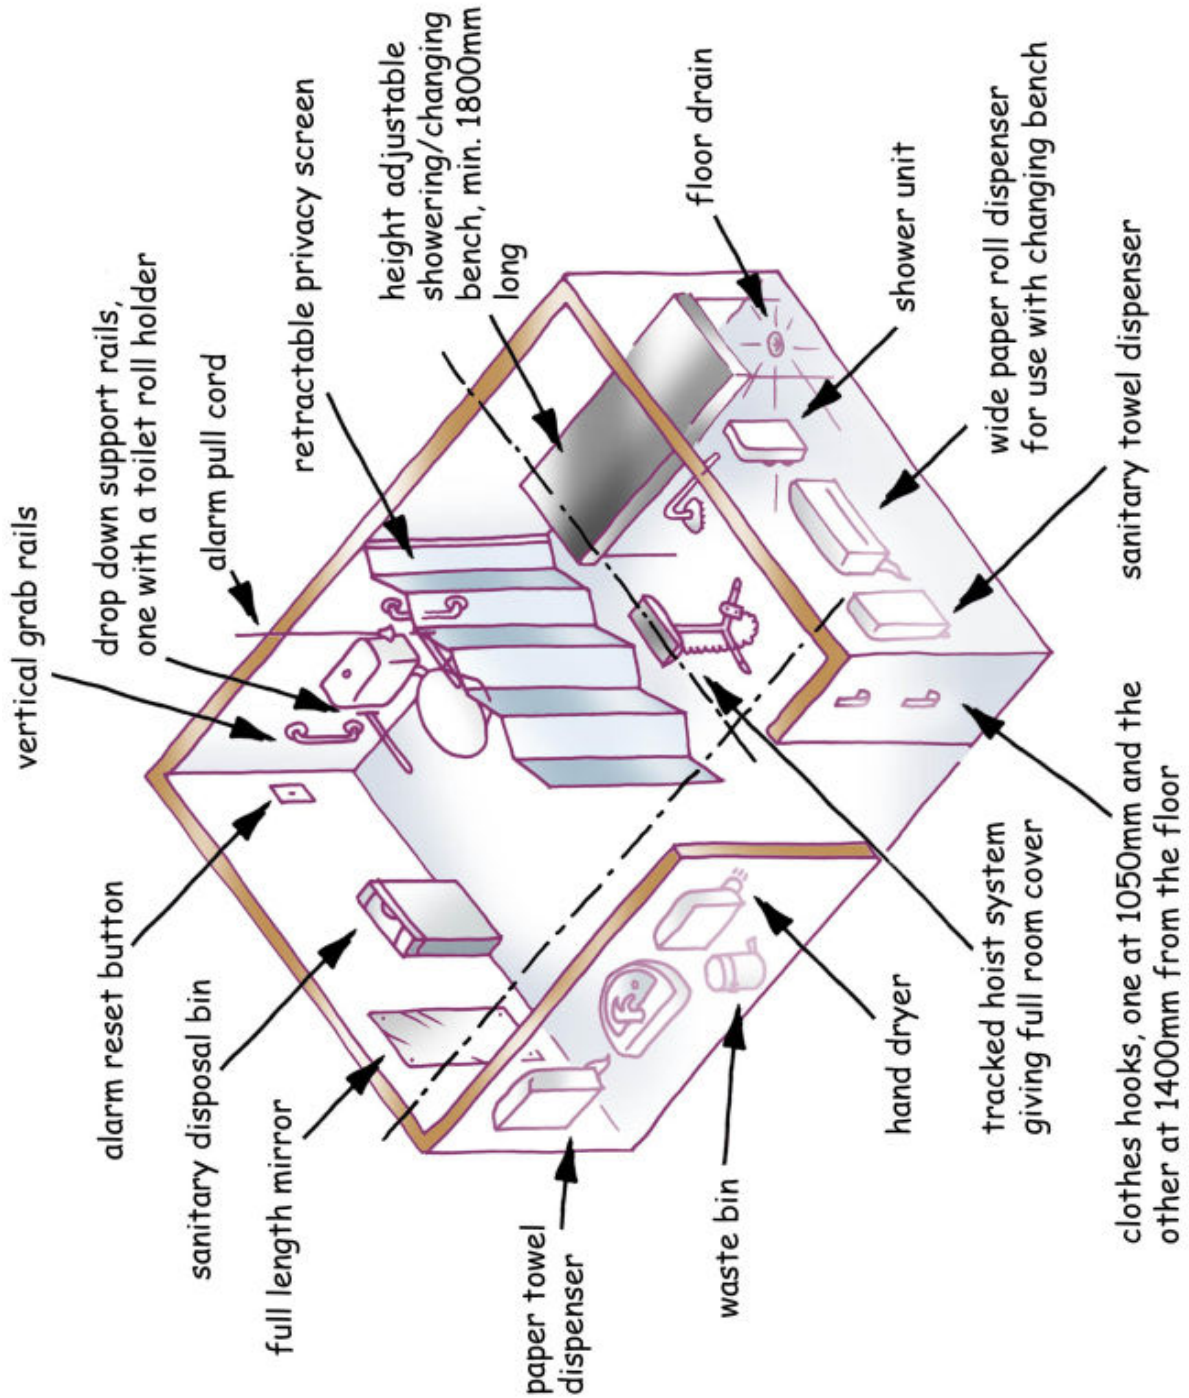 vertical grab rails
drop down support rails,
one with a toilet roll holder
alarm pull cord
retractable privacy screen
height adjustable
showering/changing
bench, min. 1800mm
long
floor drain
shower unit
wide paper roll dispenser
for use with changing bench
sanitary towel dispenser
alarm reset button
sanitary disposal bin
full length mirror
paper towel
dispenser
waste bin
hand dryer
tracked hoist system
giving full room cover
clothes hooks, one at 1050mm and the
other at 1400mm from the floor